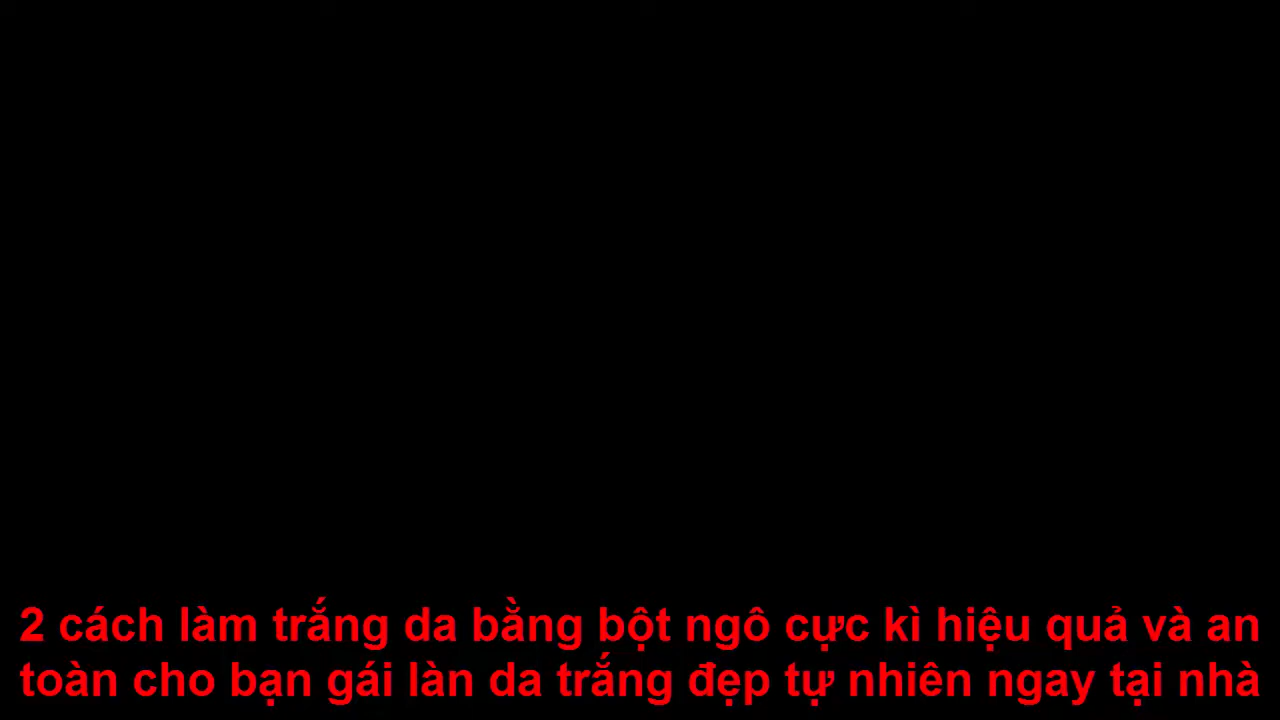 2 cách làm trắng da bằng bột ngô cực kì hiệu quả và an
toàn cho bạn gái làn da trắng đẹp tự nhiên ngay tại nhà